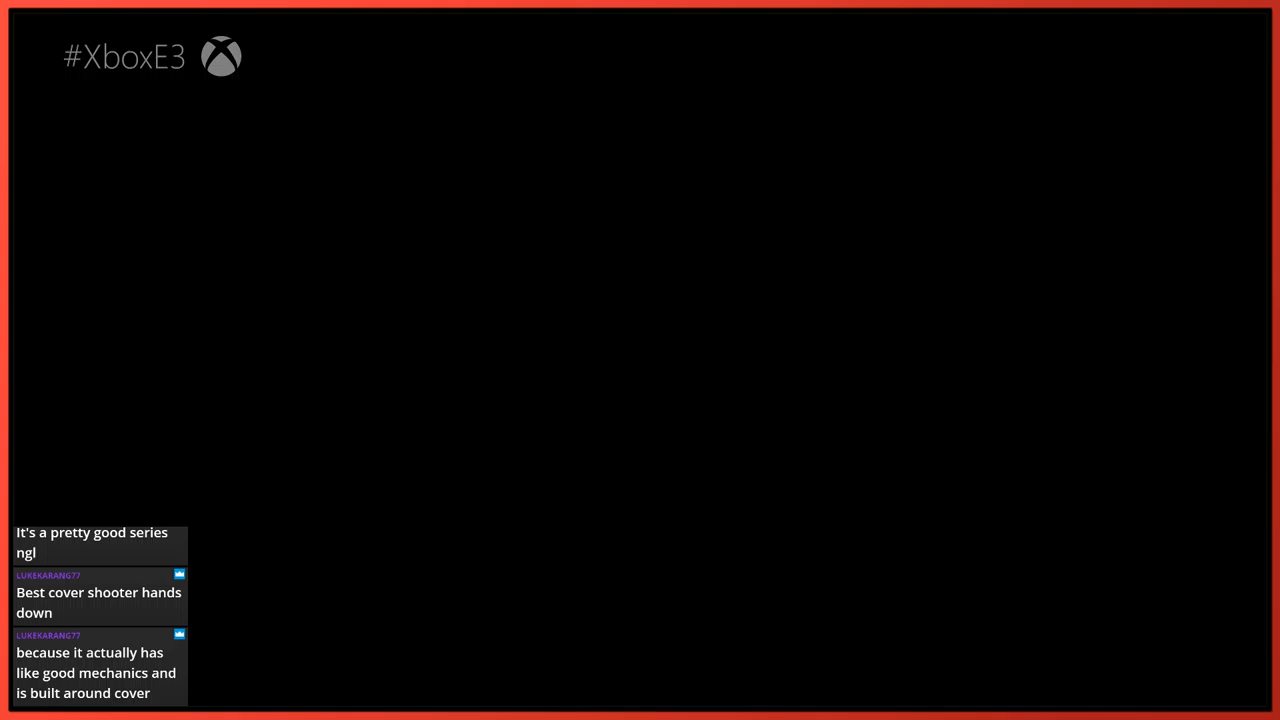 #XboxE3
It's a pretty good series
ngl
LUKEKARANG77
Best cover shooter hands
down
LUKEKARANG77
because it actually has
like good mechanics and
is built around cover